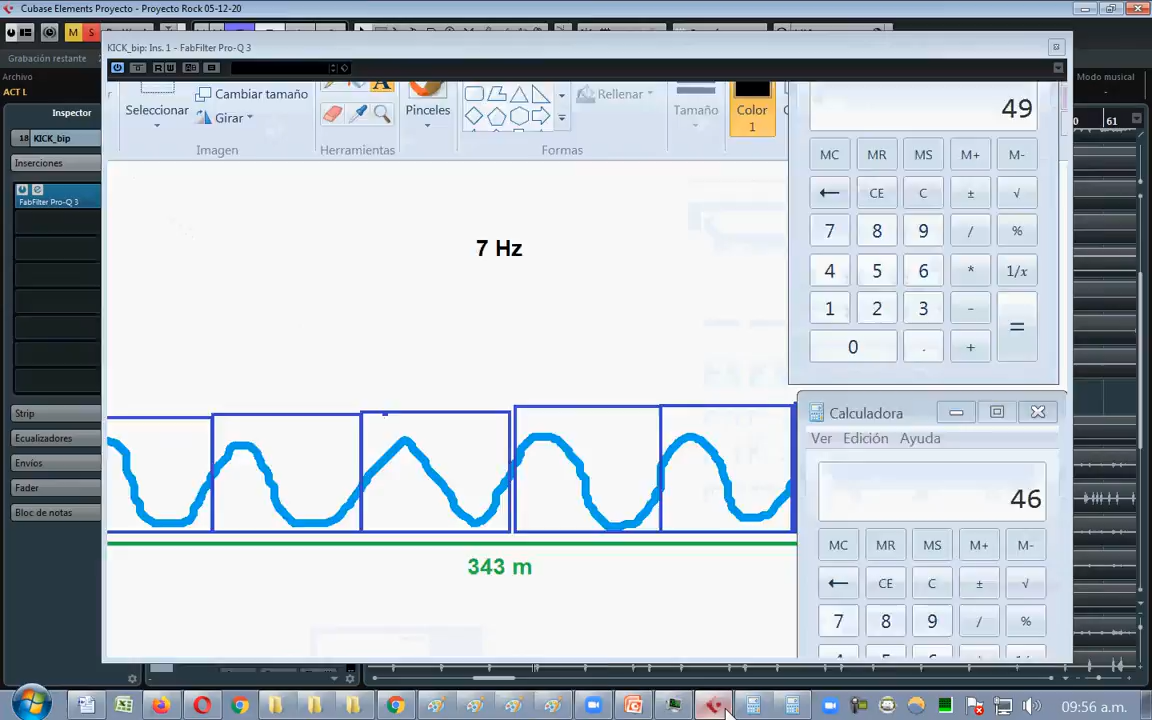 Cubase Elements Proyecto - Proyecto Rock 05-12-20
M S
Grabación restante
Archivo
ACT L
Modo musical
Inspector
61
18 KICK_bip
Inserciones
FabFilter Pro-Q 3
Strip
Ecualizadores
Envíos
Fader
Bloc de notas
KICK_bip: Ins. 1 - FabFilter Pro-Q 3
Seleccionar
Cambiar tamaño
Girar
Imagen
Pinceles
Herramientas
Rellenar
Formas
Tamaño
Color
1
7 Hz
343 m
49
MC MR MS M+ M-
← CE C ± √
7 8 9 / %
4 5 6 * 1/x
1 2 3 - =
0 . +
Calculadora
Ver Edición Ayuda
46
MC MR MS M+ M-
← CE C ± √
7 8 9 / %
09:56 a.m.